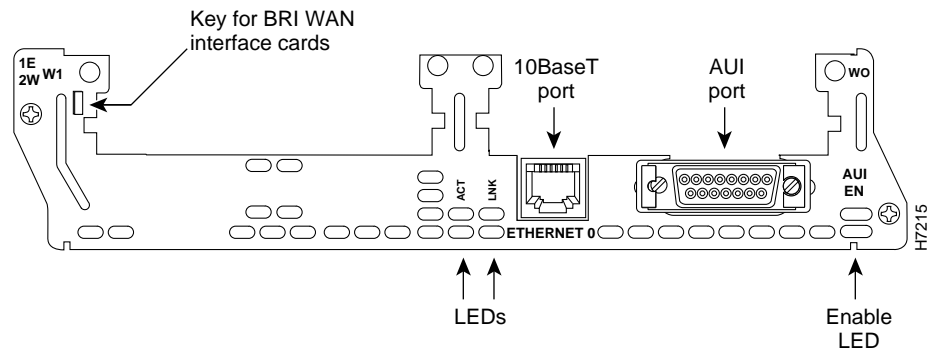 Key for BRI WAN
interface cards
1E
2W W1
10BaseT
port
AUI
port
WO
ACT
LNK
AUI
EN
ETHERNET 0
H7215
LEDs
Enable
LED